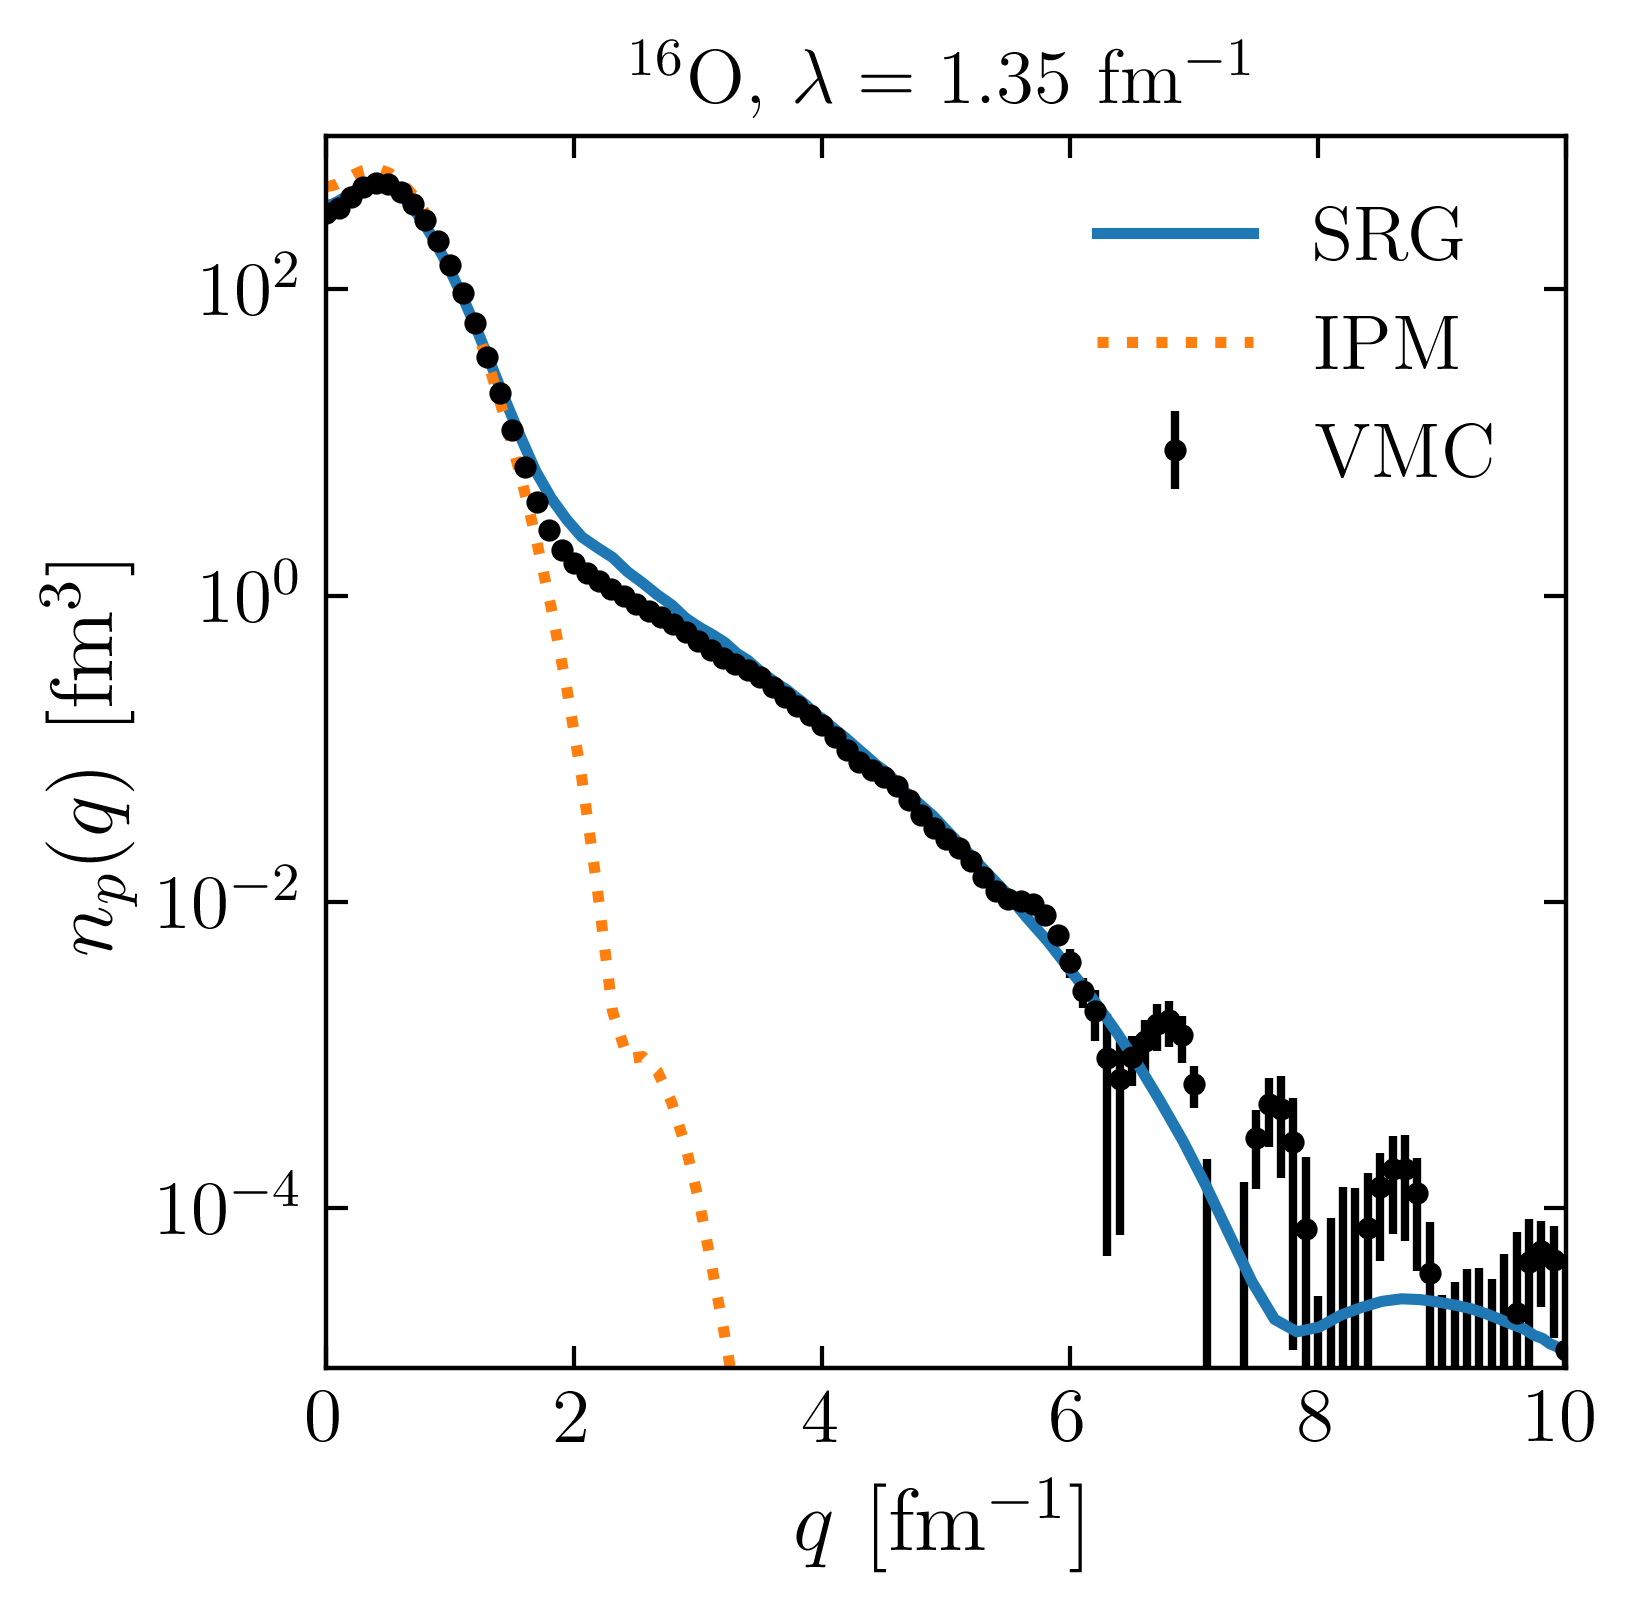 ¹⁶O, λ = 1.35 fm⁻¹
SRG
IPM
VMC
10²
10⁰
10⁻²
10⁻⁴
nₚ(q) [fm³]
0 2 4 6 8 10
q [fm⁻¹]